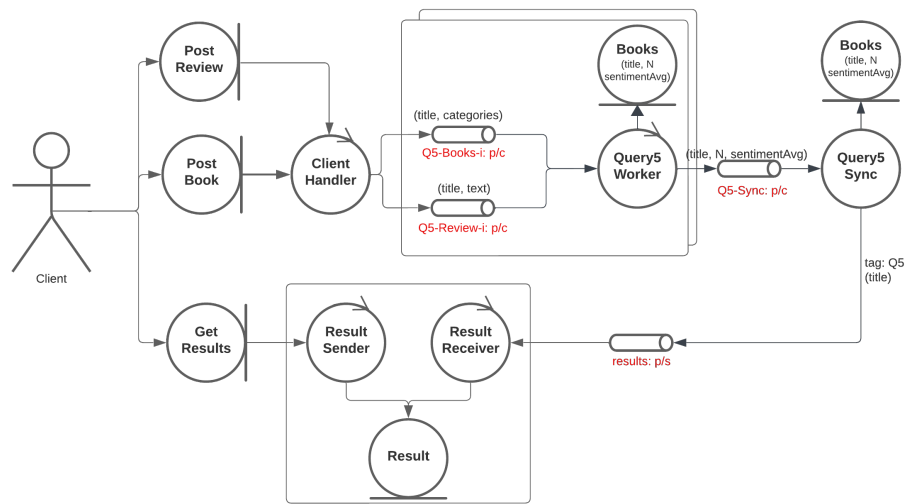 Post
Review
Books
(title, N
sentimentAvg)
Books
(title, N
sentimentAvg)
(title, categories)
Q5-Books-i: p/c
Post
Book
Client
Handler
Query5
Worker
(title, N, sentimentAvg)
Q5-Sync: p/c
Query5
Sync
(title, text)
Q5-Review-i: p/c
Client
tag: Q5
(title)
Get
Results
Result
Sender
Result
Receiver
results: p/s
Result